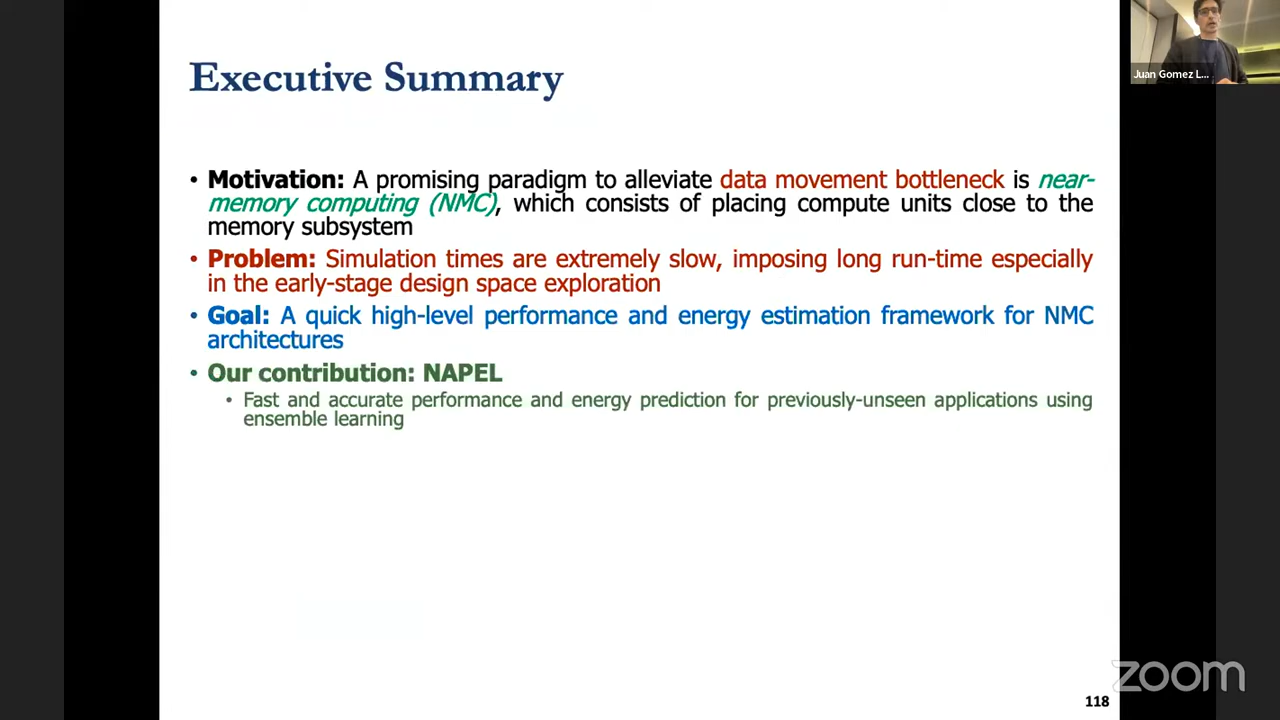 Executive Summary
Juan Gomez L...
• Motivation: A promising paradigm to alleviate data movement bottleneck is near-
memory computing (NMC), which consists of placing compute units close to the
memory subsystem
• Problem: Simulation times are extremely slow, imposing long run-time especially
in the early-stage design space exploration
• Goal: A quick high-level performance and energy estimation framework for NMC
architectures
• Our contribution: NAPEL
• Fast and accurate performance and energy prediction for previously-unseen applications using
ensemble learning
zoom
118